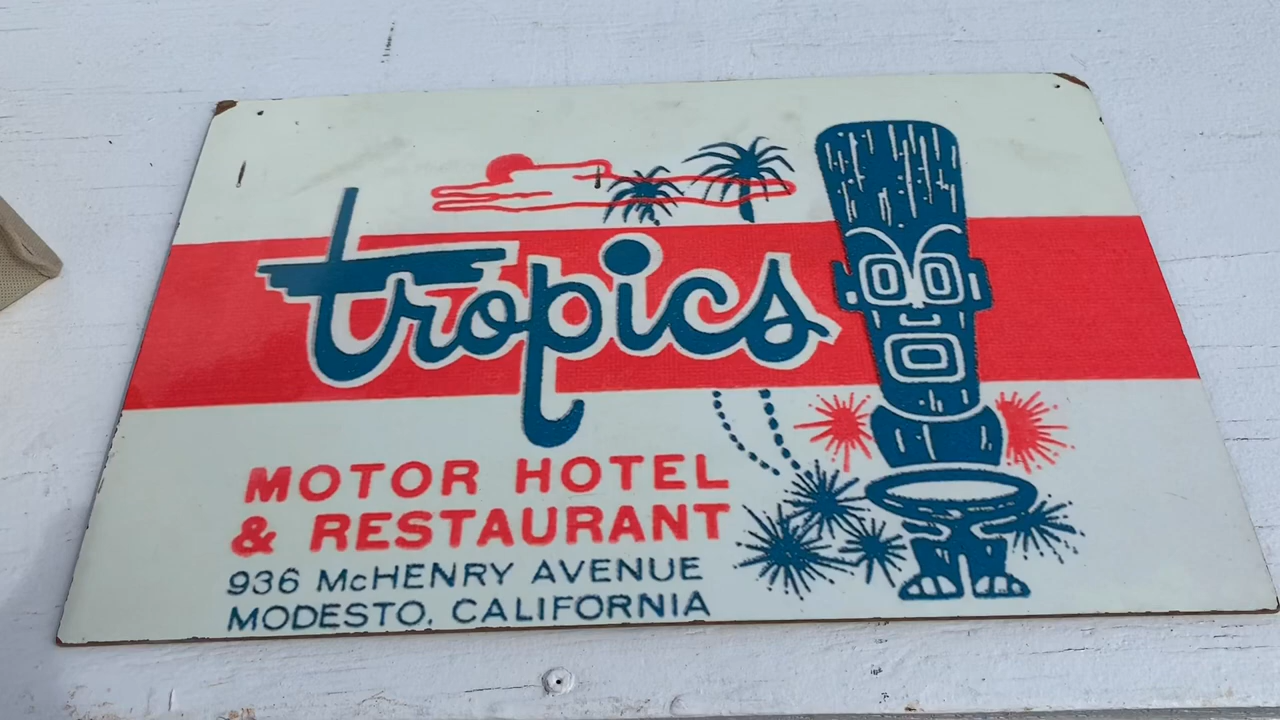 tropics
MOTOR HOTEL
& RESTAURANT
936 McHENRY AVENUE
MODESTO, CALIFORNIA